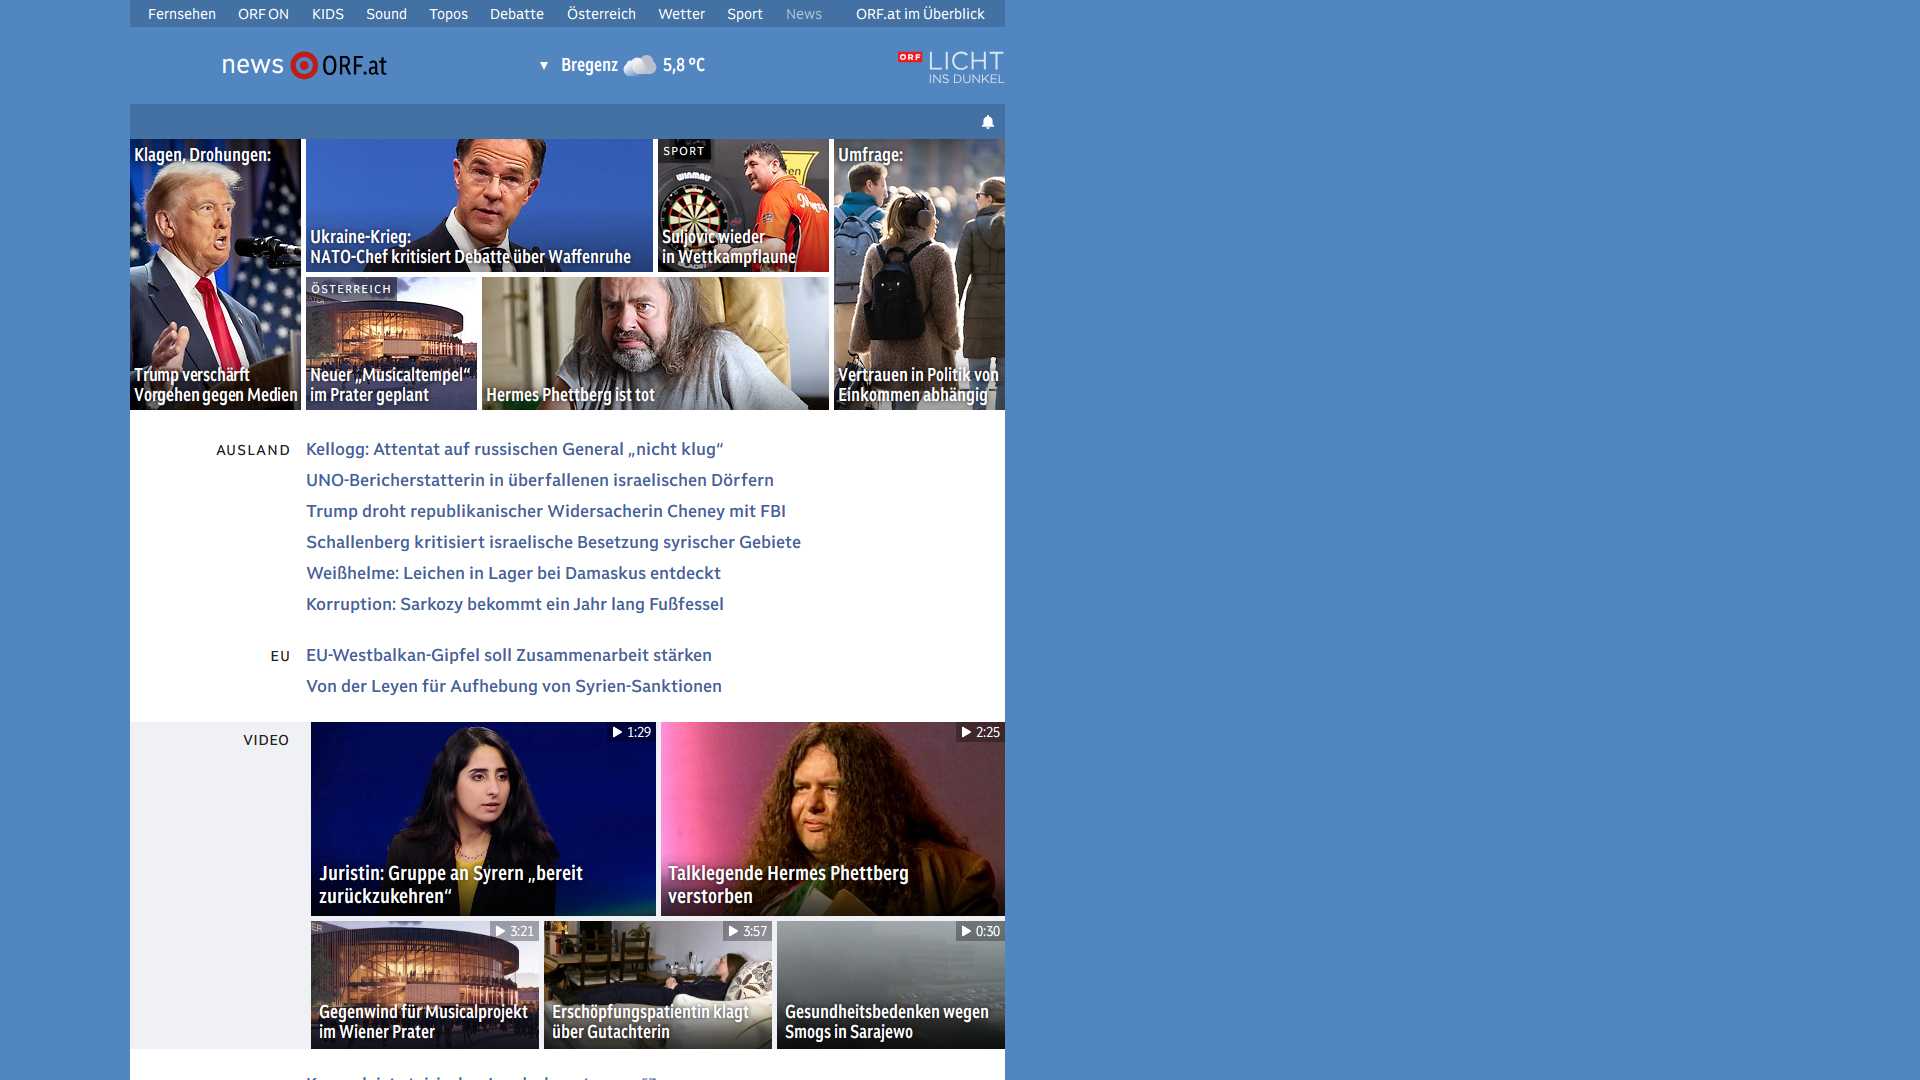 Fernsehen ORF ON KIDS Sound Topos Debatte Österreich Wetter Sport News ORF.at im Überblick
news ORF.at
Bregenz 5,8 °C
ORF LICHT
INS DUNKEL
Klagen, Drohungen:
Trump verschärft
Vorgehen gegen Medien
Ukraine-Krieg:
NATO-Chef kritisiert Debatte über Waffenruhe
SPORT
WINMAU
Suljovic wieder
in Wettkampflaune
Umfrage:
Vertrauen in Politik von
Einkommen abhängig
ÖSTERREICH
Neuer „Musicaltempel“
im Prater geplant
Hermes Phettberg ist tot
AUSLAND
Kellogg: Attentat auf russischen General „nicht klug“
UNO-Bericherstatterin in überfallenen israelischen Dörfern
Trump droht republikanischer Widersacherin Cheney mit FBI
Schallenberg kritisiert israelische Besetzung syrischer Gebiete
Weißhelme: Leichen in Lager bei Damaskus entdeckt
Korruption: Sarkozy bekommt ein Jahr lang Fußfessel
EU
EU-Westbalkan-Gipfel soll Zusammenarbeit stärken
Von der Leyen für Aufhebung von Syrien-Sanktionen
VIDEO
1:29
Juristin: Gruppe an Syrern „bereit
zurückzukehren“
2:25
Talklegende Hermes Phettberg
verstorben
3:21
Gegenwind für Musicalprojekt
im Wiener Prater
3:57
Erschöpfungspatientin klagt
über Gutachterin
0:30
Gesundheitsbedenken wegen
Smogs in Sarajewo